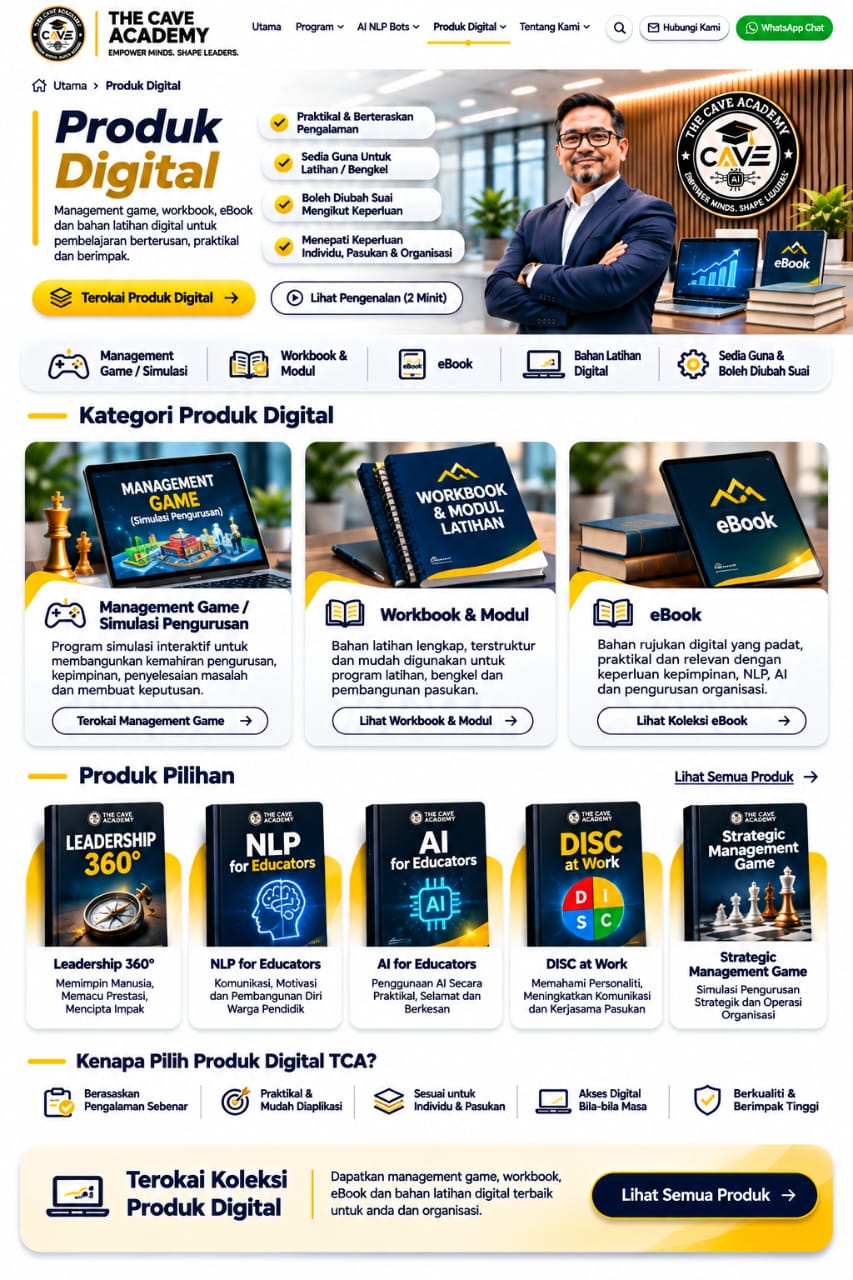 THE CAVE ACADEMY
CAVE
THE CAVE
ACADEMY
EMPOWER MINDS. SHAPE LEADERS.
Utama
Program
AI NLP Bots
Produk Digital
Tentang Kami
Hubungi Kami
WhatsApp Chat
Utama > Produk Digital
Produk
Digital
Management game, workbook, eBook
dan bahan latihan digital untuk
pembelajaran berterusan, praktikal
dan berimpak.
Praktikal & Berteraskan
Pengalaman
Sedia Guna Untuk
Latihan / Bengkel
Boleh Diubah Suai
Mengikut Keperluan
Menepati Keperluan
Individu, Pasukan & Organisasi
Terokai Produk Digital
Lihat Pengenalan (2 Minit)
THE CAVE ACADEMY
CAVE
AI
EMPOWER MINDS. SHAPE LEADERS.
eBook
Management
Game / Simulasi
Workbook &
Modul
eBook
eBook
Bahan Latihan
Digital
Sedia Guna &
Boleh Diubah Suai
Kategori Produk Digital
MANAGEMENT
GAME
(Simulasi Pengurusan)
WORKBOOK
& MODUL
LATIHAN
eBook
Management Game /
Simulasi Pengurusan
Program simulasi interaktif untuk
membangunkan kemahiran pengurusan,
kepimpinan, penyelesaian masalah
dan membuat keputusan.
Terokai Management Game
Workbook & Modul
Bahan latihan lengkap, terstruktur
dan mudah digunakan untuk
program latihan, bengkel dan
pembangunan pasukan.
Lihat Workbook & Modul
eBook
Bahan rujukan digital yang padat,
praktikal dan relevan dengan
keperluan kepimpinan, NLP, AI
dan pengurusan organisasi.
Lihat Koleksi eBook
Produk Pilihan
Lihat Semua Produk
THE CAVE
ACADEMY
LEADERSHIP
360°
Leadership 360°
Memimpin Manusia,
Memacu Prestasi,
Mencipta Impak
THE CAVE
ACADEMY
NLP
for Educators
NLP for Educators
Komunikasi, Motivasi
dan Pembangunan Diri
Warga Pendidik
THE CAVE
ACADEMY
AI
for Educators
AI
AI for Educators
Penggunaan AI Secara
Praktikal, Selamat dan
Berkesan
THE CAVE
ACADEMY
DISC
at Work
D I
S C
DISC at Work
Memahami Personaliti,
Meningkatkan Komunikasi
dan Kerjasama Pasukan
THE CAVE
ACADEMY
Strategic
Management
Game
Strategic
Management Game
Simulasi Pengurusan
Strategik dan Operasi
Organisasi
Kenapa Pilih Produk Digital TCA?
Berasaskan
Pengalaman Sebenar
Praktikal &
Mudah Diaplikasi
Sesuai untuk
Individu & Pasukan
Akses Digital
Bila-bila Masa
Berkualiti &
Berimpak Tinggi
Terokai Koleksi
Produk Digital
Dapatkan management game, workbook,
eBook dan bahan latihan digital terbaik
untuk anda dan organisasi.
Lihat Semua Produk